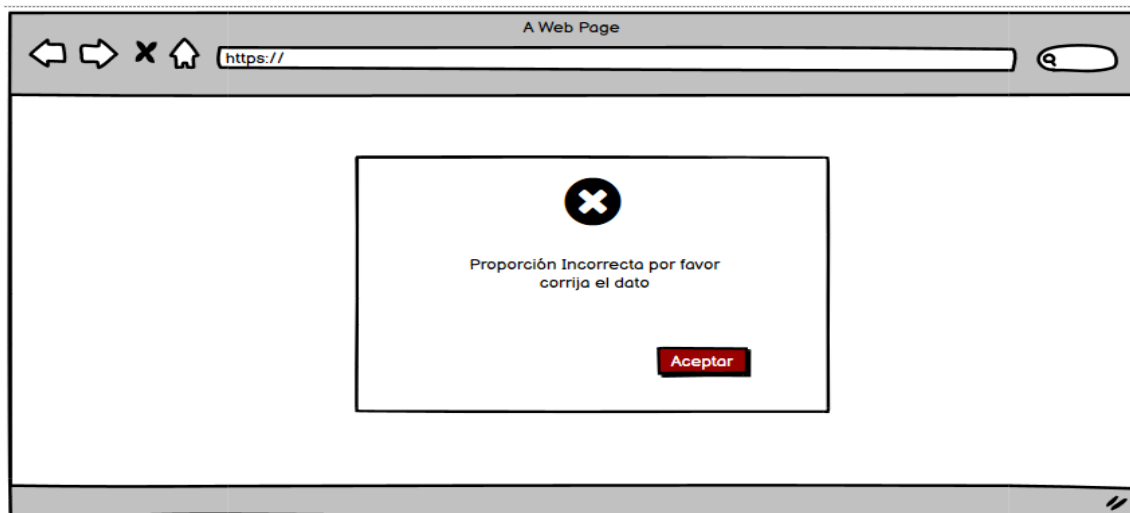 A Web Page
https://
Proporción Incorrecta por favor
corrija el dato
Aceptar